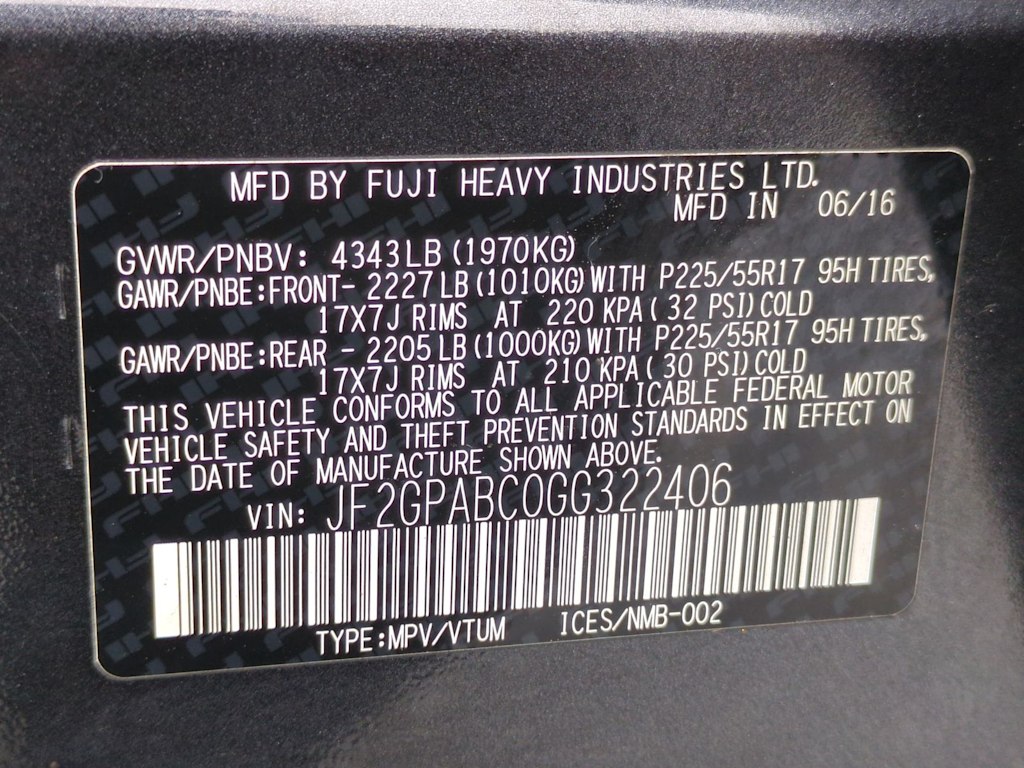 MFD BY FUJI HEAVY INDUSTRIES LTD.
MFD IN 06/16
GVWR/PNBV: 4343LB (1970KG)
GAWR/PNBE:FRONT- 2227LB (1010KG) WITH P225/55R17 95H TIRES,
17X7J RIMS AT 220 KPA ( 32 PSI) COLD
GAWR/PNBE:REAR - 2205LB (1000KG) WITH P225/55R17 95H TIRES,
17X7J RIMS AT 210 KPA ( 30 PSI) COLD
THIS VEHICLE CONFORMS TO ALL APPLICABLE FEDERAL MOTOR
VEHICLE SAFETY AND THEFT PREVENTION STANDARDS IN EFFECT ON
THE DATE OF MANUFACTURE SHOWN ABOVE.
VIN: JF2GPABC0GG322406
TYPE:MPV/VTUM ICES/NMB-002